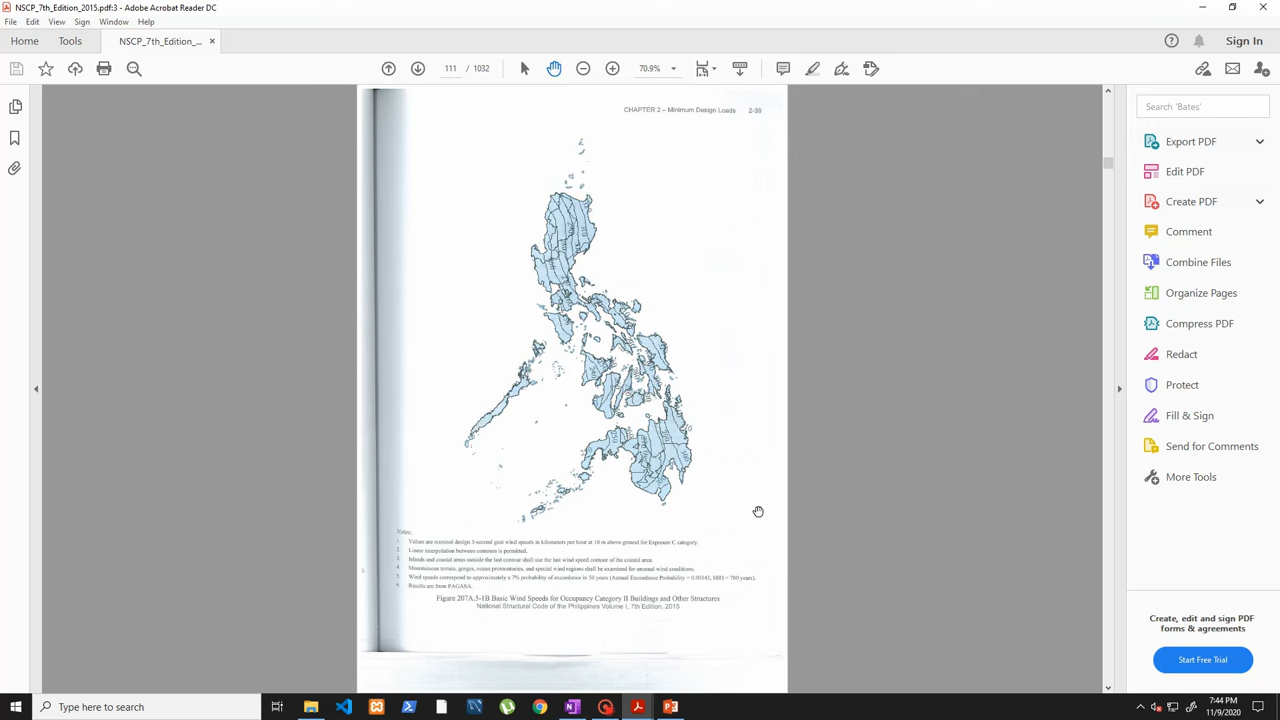 NSCP_7th_Edition_2015.pdf:3 - Adobe Acrobat Reader DC
File Edit View Sign Window Help
Home Tools NSCP_7th_Edition_... × Sign In
111 / 1032 70.9%
CHAPTER 2 – Minimum Design Loads 2-39
Notes:
1. Values are nominal design 3-second gust wind speeds in kilometers per hour at 10 m above ground for Exposure C category.
2. Linear interpolation between contours is permitted.
3. Islands and coastal areas outside the last contour shall use the last wind speed contour of the coastal area.
4. Mountainous terrain, gorges, ocean promontories, and special wind regions shall be examined for unusual wind conditions.
5. Wind speeds correspond to approximately a 7% probability of exceedance in 50 years (Annual Exceedance Probability = 0.00143, MRI = 700 years).
6. Results are from PAGASA.
Figure 207A.5-1B Basic Wind Speeds for Occupancy Category II Buildings and Other Structures
National Structural Code of the Philippines Volume I, 7th Edition, 2015
Search 'Bates'
Export PDF
Edit PDF
Create PDF
Comment
Combine Files
Organize Pages
Compress PDF
Redact
Protect
Fill & Sign
Send for Comments
More Tools
Create, edit and sign PDF
forms & agreements
Start Free Trial
Type here to search
7:44 PM
11/9/2020